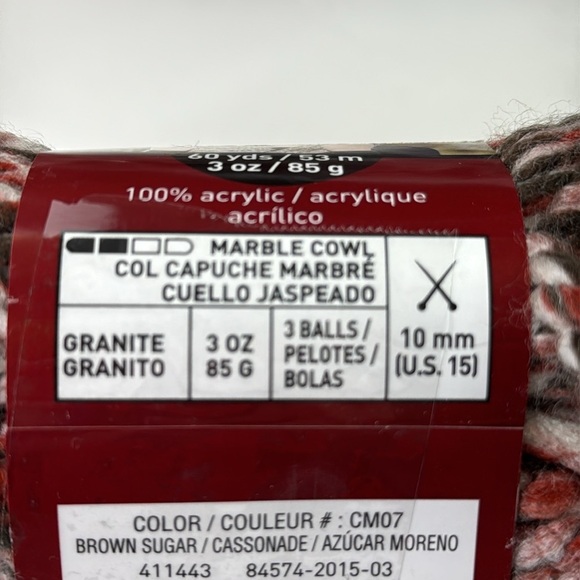 60 yds / 53 m
3 oz / 85 g
100% acrylic / acrylique
acrílico
MARBLE COWL
COL CAPUCHE MARBRÉ
CUELLO JASPEADO
GRANITE
GRANITO
3 OZ
85 G
3 BALLS /
PELOTES /
BOLAS
10 mm
(U.S. 15)
COLOR / COULEUR # : CM07
BROWN SUGAR / CASSONADE / AZÚCAR MORENO
411443 84574-2015-03